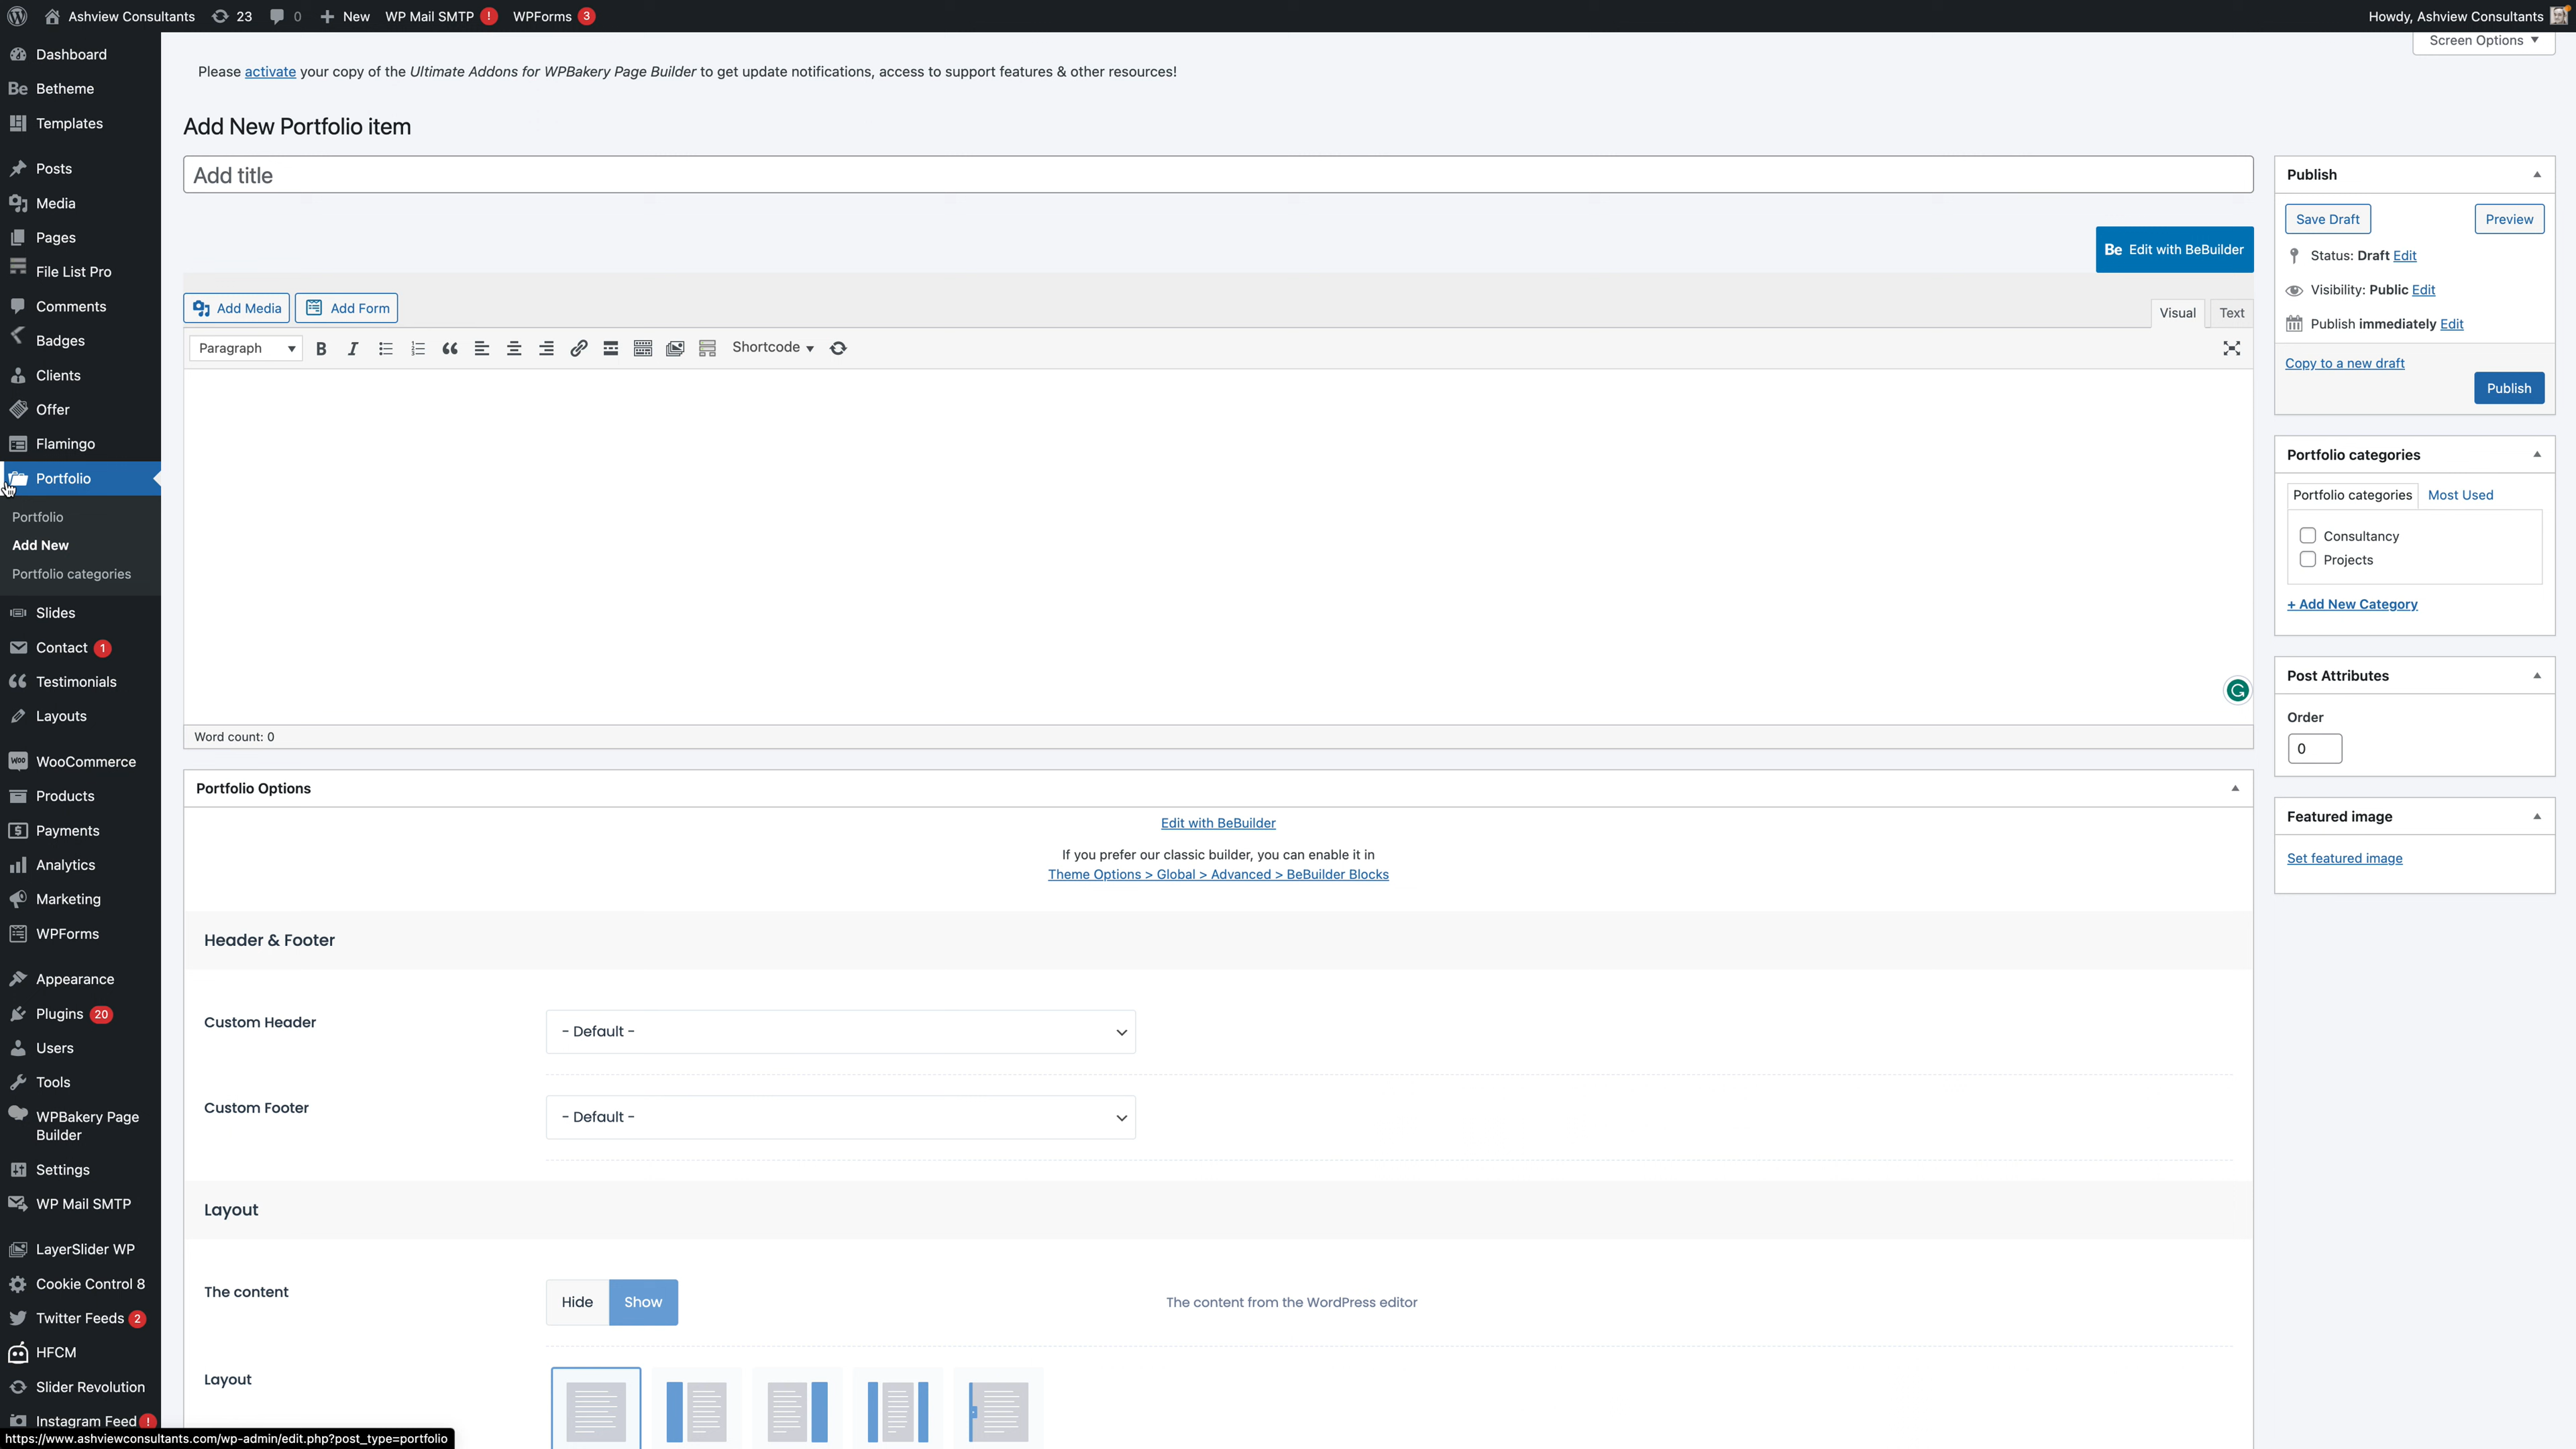 Ashview Consultants 23 0 New WP Mail SMTP ! WPForms 3 Howdy, Ashview Consultants
Screen Options
Dashboard
Betheme
Templates
Posts
Media
Pages
File List Pro
Comments
Badges
Clients
Offer
Flamingo
Portfolio
Portfolio
Add New
Portfolio categories
Slides
Contact 1
Testimonials
Layouts
WooCommerce
Products
Payments
Analytics
Marketing
WPForms
Appearance
Plugins 20
Users
Tools
WPBakery Page
Builder
Settings
WP Mail SMTP
LayerSlider WP
Cookie Control 8
Twitter Feeds 2
HFCM
Slider Revolution
Instagram Feed !
https://www.ashviewconsultants.com/wp-admin/edit.php?post_type=portfolio
Please activate your copy of the Ultimate Addons for WPBakery Page Builder to get update notifications, access to support features & other resources!
Add New Portfolio item
Add title
Be Edit with BeBuilder
Add Media Add Form
Visual Text
Paragraph B I Shortcode
Word count: 0
Portfolio Options
Edit with BeBuilder
If you prefer our classic builder, you can enable it in
Theme Options > Global > Advanced > BeBuilder Blocks
Header & Footer
Custom Header - Default -
Custom Footer - Default -
Layout
The content Hide Show The content from the WordPress editor
Layout
Publish
Save Draft Preview
Status: Draft Edit
Visibility: Public Edit
Publish immediately Edit
Copy to a new draft
Publish
Portfolio categories
Portfolio categories Most Used
Consultancy
Projects
+ Add New Category
Post Attributes
Order
0
Featured image
Set featured image